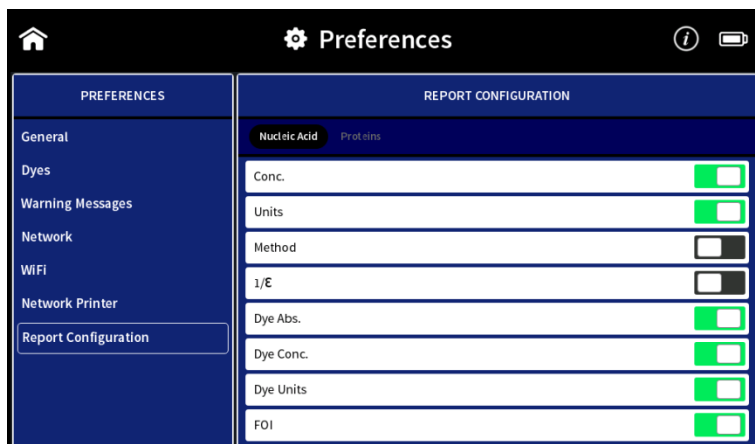 Preferences
i
PREFERENCES
General
Dyes
Warning Messages
Network
WiFi
Network Printer
Report Configuration
REPORT CONFIGURATION
Nucleic Acid Proteins
Conc.
Units
Method
1/Ɛ
Dye Abs.
Dye Conc.
Dye Units
FOI